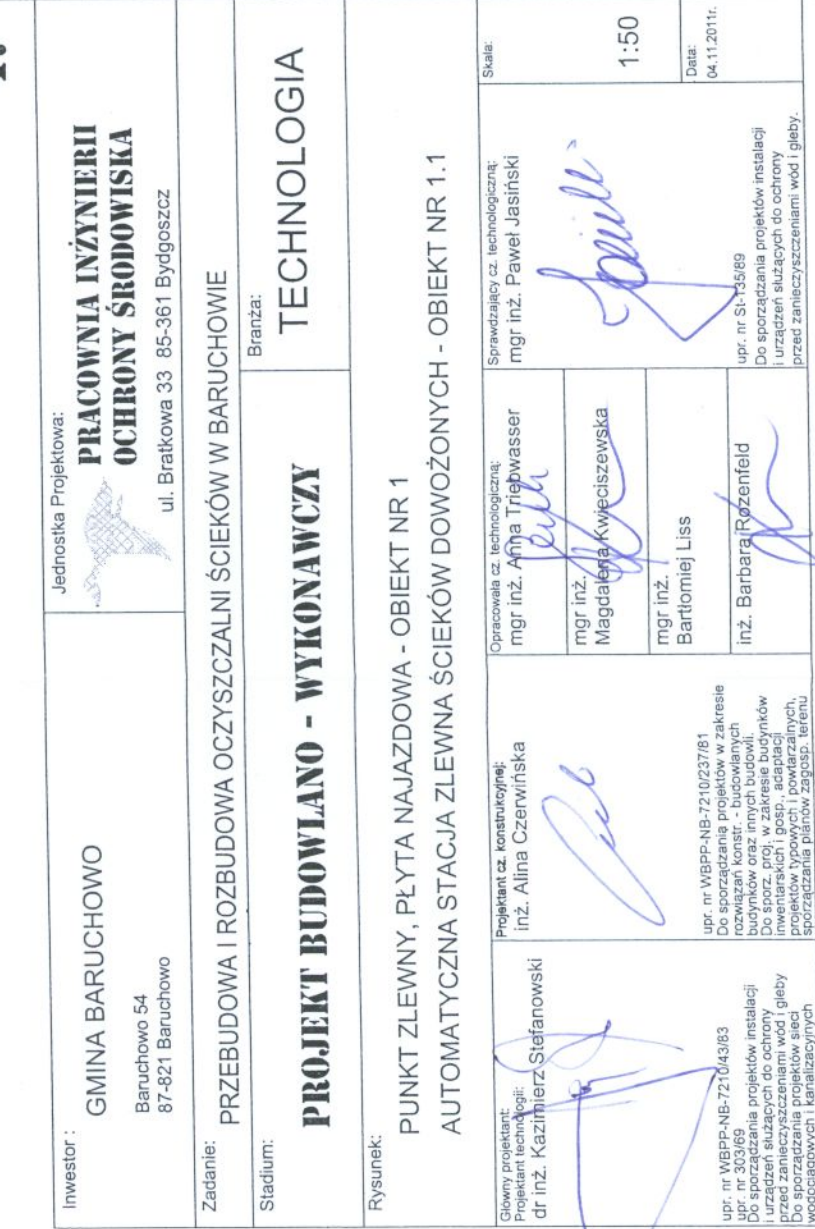 Inwestor :
GMINA BARUCHOWO
Baruchowo 54
87-821 Baruchowo
Jednostka Projektowa:
PRACOWNIA INŻYNIERII
OCHRONY ŚRODOWISKA
ul. Bratkowa 33 85-361 Bydgoszcz
Zadanie:
PRZEBUDOWA I ROZBUDOWA OCZYSZCZALNI ŚCIEKÓW W BARUCHOWIE
Stadium:
PROJEKT BUDOWLANO - WYKONAWCZY
Branża:
TECHNOLOGIA
Rysunek:
PUNKT ZLEWNY, PŁYTA NAJAZDOWA - OBIEKT NR 1
AUTOMATYCZNA STACJA ZLEWNA ŚCIEKÓW DOWOŻONYCH - OBIEKT NR 1.1
Główny projektant:
Projektant technologii:
dr inż. Kazimierz Stefanowski
upr. nr WBPP-NB-7210/43/83
upr. nr 303/69
Do sporządzania projektów instalacji
i urządzeń służących do ochrony
przed zanieczyszczeniami wód i gleby
Do sporządzania projektów sieci
wodociągowych i kanalizacyjnych
Projektant cz. konstrukcyjnej:
inż. Alina Czerwińska
upr. nr WBPP-NB-7210/237/81
Do sporządzanią projektów w zakresie
rozwiązań konstr. - budowlanych
budynków oraz innych budowli.
Do sporz. proj. w zakresie budynków
inwentarskich i gosp., adaptacji
projektów typowych i powtarzalnych,
sporządzania planów zagosp. terenu
Opracowała cz. technologiczną:
mgr inż. Anna Triebwasser
mgr inż.
Magdalena Kwieciszewska
mgr inż.
Bartłomiej Liss
inż. Barbara Rozenfeld
Sprawdzający cz. technologiczną:
mgr inż. Paweł Jasiński
upr. nr St-135/89
Do sporządzania projektów instalacji
i urządzeń służących do ochrony
przed zanieczyszczeniami wód i gleby.
Skala:
1:50
Data:
04.11.2011r.